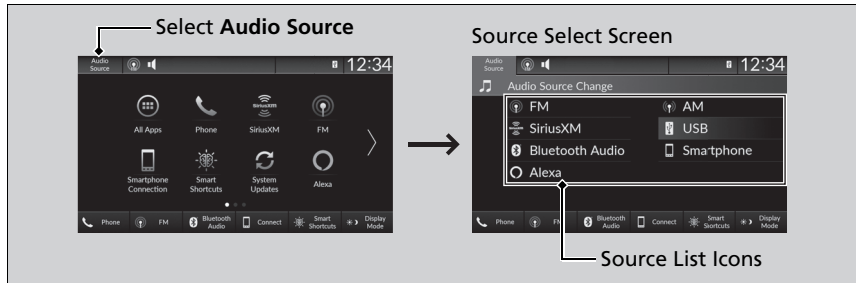 Select Audio Source
Audio
Source
12:34
All Apps
Phone
SiriusXM
FM
Smartphone
Connection
Smart
Shortcuts
System
Updates
Alexa
Phone
FM
Bluetooth
Audio
Connect
Smart
Shortcuts
Display
Mode
Source Select Screen
Audio
Source
12:34
Audio Source Change
FM
AM
SiriusXM
USB
Bluetooth Audio
Smartphone
Alexa
Phone
FM
Bluetooth
Audio
Connect
Smart
Shortcuts
Display
Mode
Source List Icons